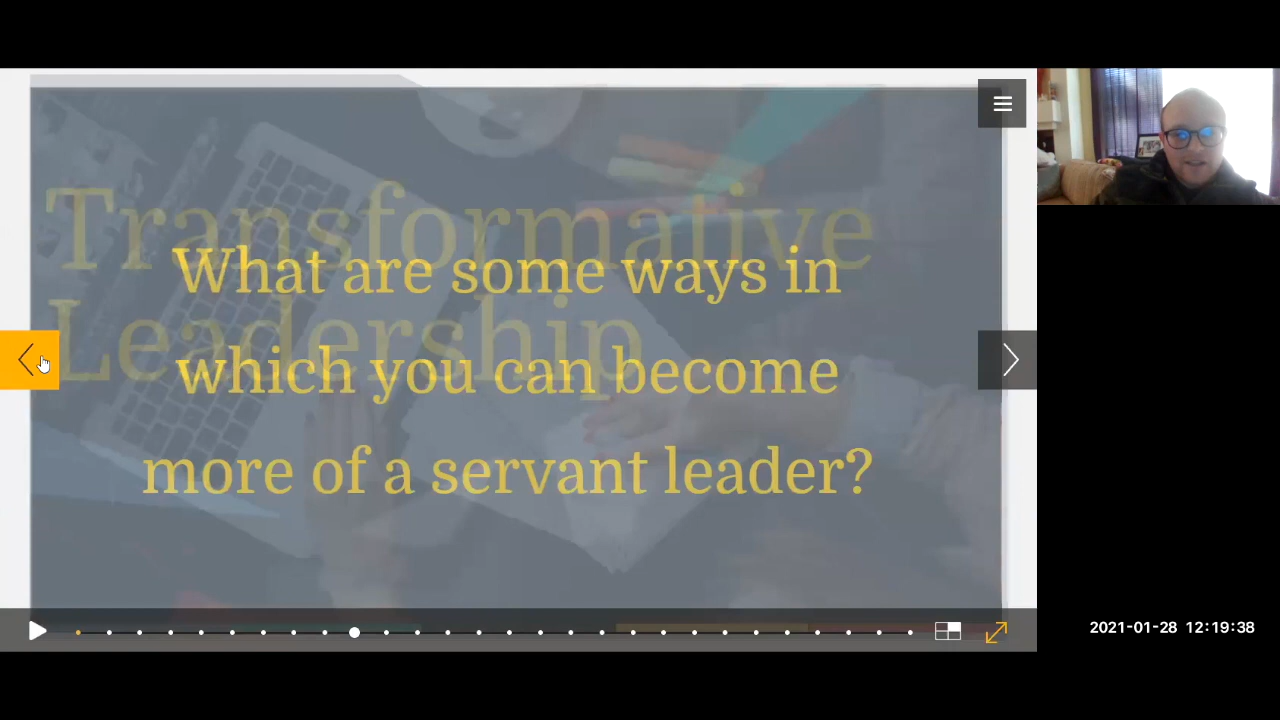 Transformative
Leadership
What are some ways in
which you can become
more of a servant leader?
2021-01-28 12:19:38